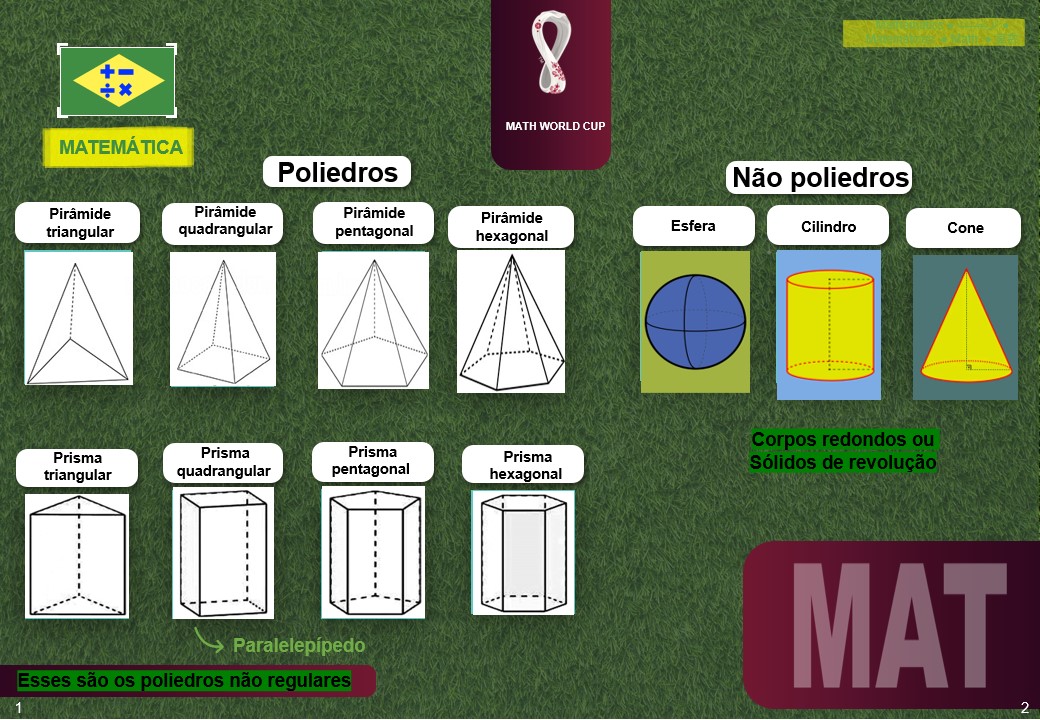 MATH WORLD CUP
MATEMÁTICA
Poliedros
Pirâmide
triangular
Pirâmide
quadrangular
Pirâmide
pentagonal
Pirâmide
hexagonal
Prisma
triangular
Prisma
quadrangular
Prisma
pentagonal
Prisma
hexagonal
Paralelepípedo
Esses são os poliedros não regulares
1
Não poliedros
Esfera
Cilindro
Cone
Corpos redondos ou
Sólidos de revolução
MAT
2